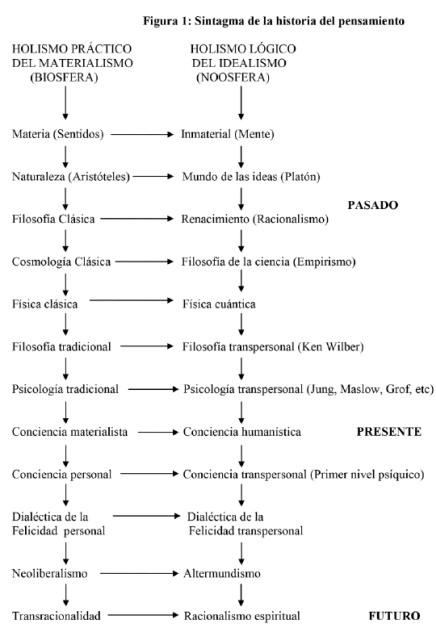 Figura 1: Sintagma de la historia del pensamiento
HOLISMO PRÁCTICO HOLISMO LÓGICO
DEL MATERIALISMO DEL IDEALISMO
(BIOSFERA) (NOOSFERA)
Materia (Sentidos) Inmaterial (Mente)
Naturaleza (Aristóteles) Mundo de las ideas (Platón)
PASADO
Filosofía Clásica Renacimiento (Racionalismo)
Cosmología Clásica Filosofía de la ciencia (Empirismo)
Física clásica Física cuántica
Filosofía tradicional Filosofía transpersonal (Ken Wilber)
Psicología tradicional Psicología transpersonal (Jung, Maslow, Grof, etc)
Conciencia materialista Conciencia humanística PRESENTE
Conciencia personal Conciencia transpersonal (Primer nivel psíquico)
Dialéctica de la Dialéctica de la
Felicidad personal Felicidad transpersonal
Neoliberalismo Altermundismo
Transracionalidad Racionalismo espiritual FUTURO